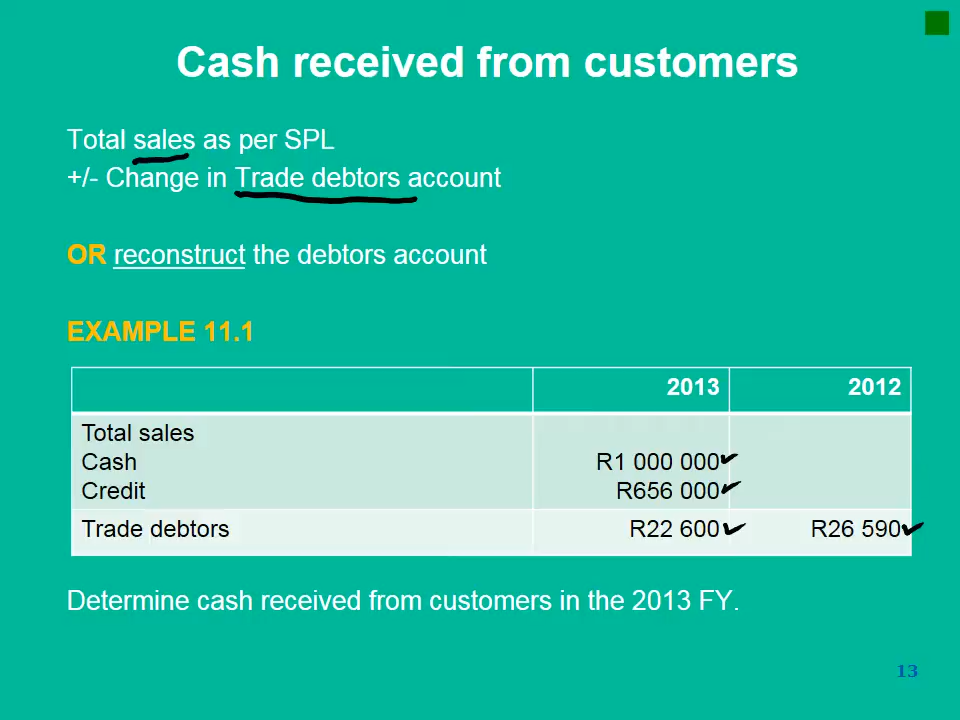 Cash received from customers
Total sales as per SPL
+/- Change in Trade debtors account
OR reconstruct the debtors account
EXAMPLE 11.1
2013 2012
Total sales
Cash R1 000 000
Credit R656 000
Trade debtors R22 600 R26 590
Determine cash received from customers in the 2013 FY.
13